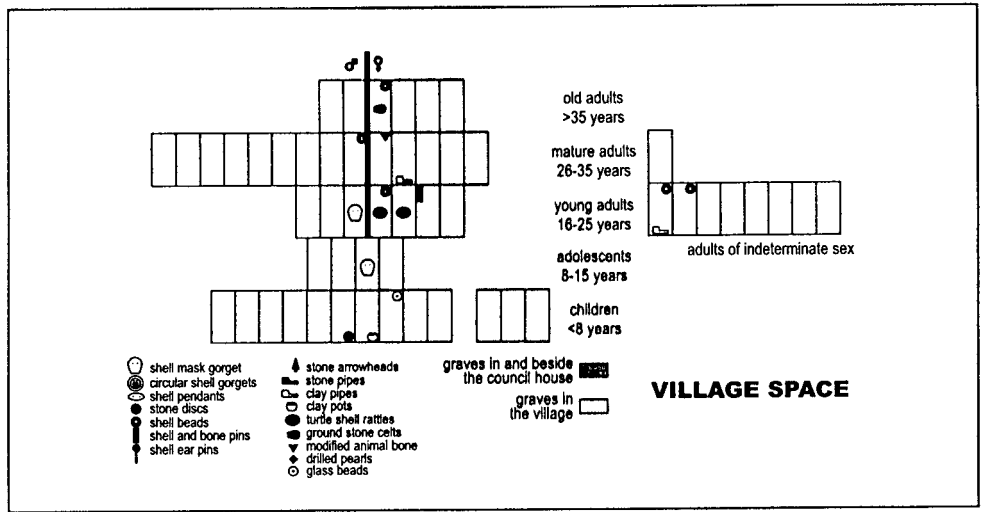 ♂ ♀
old adults
>35 years
mature adults
26-35 years
young adults
16-25 years
adults of indeterminate sex
adolescents
8-15 years
children
<8 years
shell mask gorget
circular shell gorgets
shell pendants
stone discs
shell beads
shell and bone pins
shell ear pins
stone arrowheads
stone pipes
clay pipes
clay pots
turtle shell rattles
ground stone celts
modified animal bone
drilled pearls
glass beads
graves in and beside
the council house
graves in
the village
VILLAGE SPACE